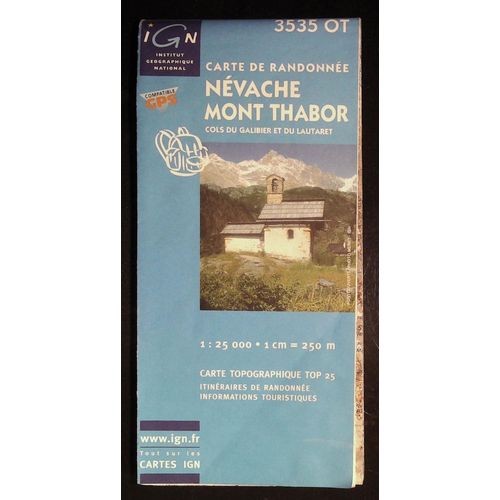 3535 OT
IGN
INSTITUT
GEOGRAPHIQUE
NATIONAL
CARTE DE RANDONNÉE
NÉVACHE
MONT THABOR
COLS DU GALIBIER ET DU LAUTARET
COMPATIBLE
GPS
1 : 25 000 • 1 cm = 250 m
CARTE TOPOGRAPHIQUE TOP 25
ITINÉRAIRES DE RANDONNÉE
INFORMATIONS TOURISTIQUES
www.ign.fr
Tout sur les
CARTES IGN